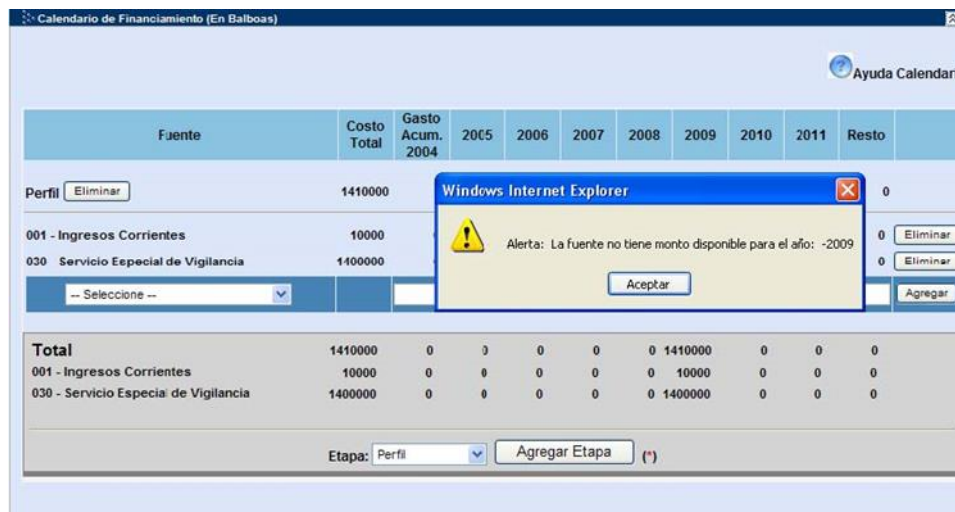 Calendario de Financiamiento (En Balboas)
Ayuda Calendar
Fuente Costo Total Gasto Acum. 2004 2005 2006 2007 2008 2009 2010 2011 Resto
Perfil Eliminar 1410000 0
Windows Internet Explorer
Alerta: La fuente no tiene monto disponible para el año: -2009
Aceptar
001 - Ingresos Corrientes 10000 0 Eliminar
030 Servicio Especial de Vigilancia 1400000 0 Eliminar
-- Seleccione -- Agregar
Total 1410000 0 0 0 0 0 1410000 0 0 0
001 - Ingresos Corrientes 10000 0 0 0 0 0 10000 0 0 0
030 - Servicio Especial de Vigilancia 1400000 0 0 0 0 0 1400000 0 0 0
Etapa: Perfil Agregar Etapa (*)